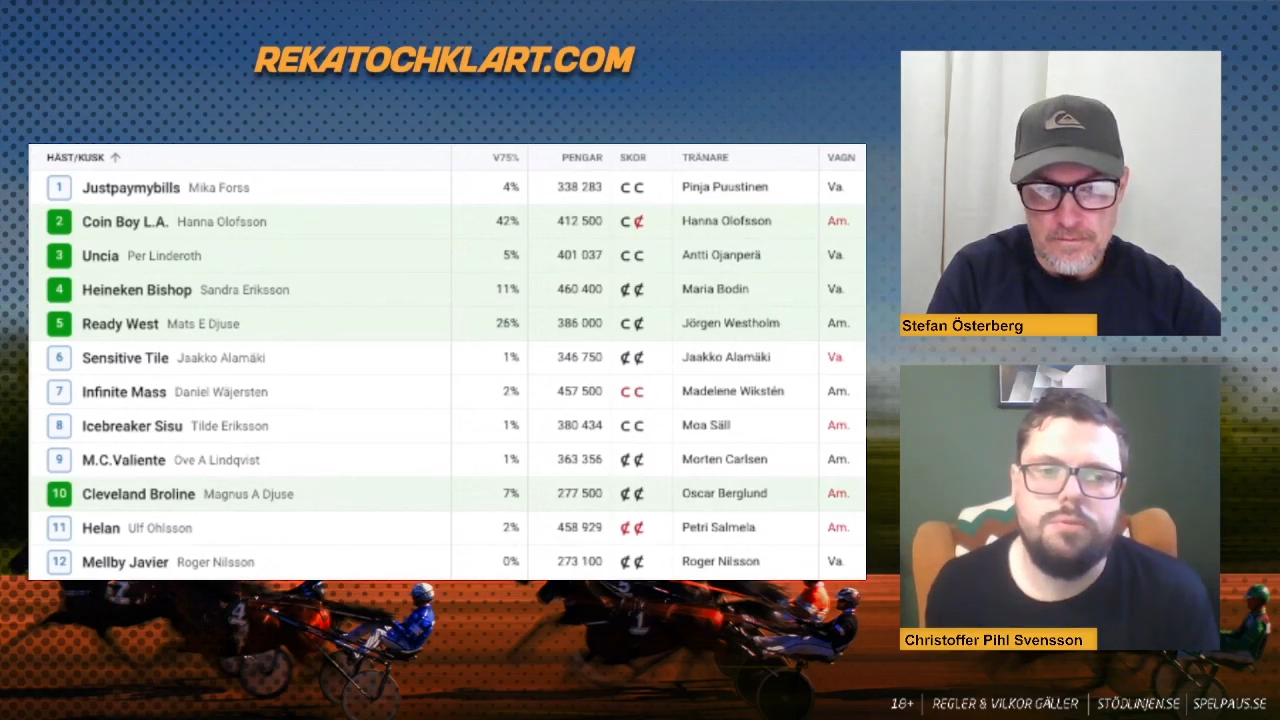 REKATOCHKLART.COM
HÄST/KUSK ↑ V75% PENGAR SKOR TRÄNARE VAGN
1 Justpaymybills Mika Forss 4% 338 283 C C Pinja Puustinen Va.
2 Coin Boy L.A. Hanna Olofsson 42% 412 500 C ₡ Hanna Olofsson Am.
3 Uncia Per Linderoth 5% 401 037 C C Antti Ojanperä Va.
4 Heineken Bishop Sandra Eriksson 11% 460 400 ₡ ₡ Maria Bodin Va.
5 Ready West Mats E Djuse 26% 386 000 C ₡ Jörgen Westholm Am.
6 Sensitive Tile Jaakko Alamäki 1% 346 750 ₡ ₡ Jaakko Alamäki Va.
7 Infinite Mass Daniel Wäjersten 2% 457 500 C C Madelene Wikstén Am.
8 Icebreaker Sisu Tilde Eriksson 1% 380 434 C C Moa Säll Am.
9 M.C.Valiente Ove A Lindqvist 1% 363 356 ₡ ₡ Morten Carlsen Am.
10 Cleveland Broline Magnus A Djuse 7% 277 500 ₡ ₡ Oscar Berglund Am.
11 Helan Ulf Ohlsson 2% 458 929 ₡ ₡ Petri Salmela Am.
12 Mellby Javier Roger Nilsson 0% 273 100 ₡ ₡ Roger Nilsson Va.
Stefan Österberg
Christoffer Pihl Svensson
4
1
18+ | REGLER & VILKOR GÄLLER | STÖDLINJEN.SE | SPELPAUS.SE